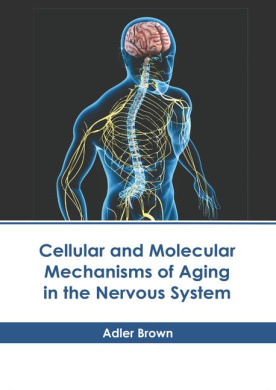 Cellular and Molecular
Mechanisms of Aging
in the Nervous System
Adler Brown